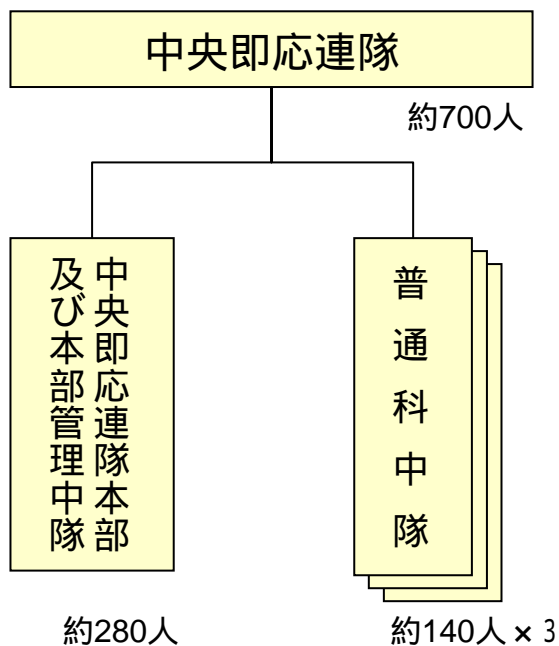 中央即応連隊
約700人
中央即応連隊本部
及び本部管理中隊
普通科中隊
約280人
約140人×3